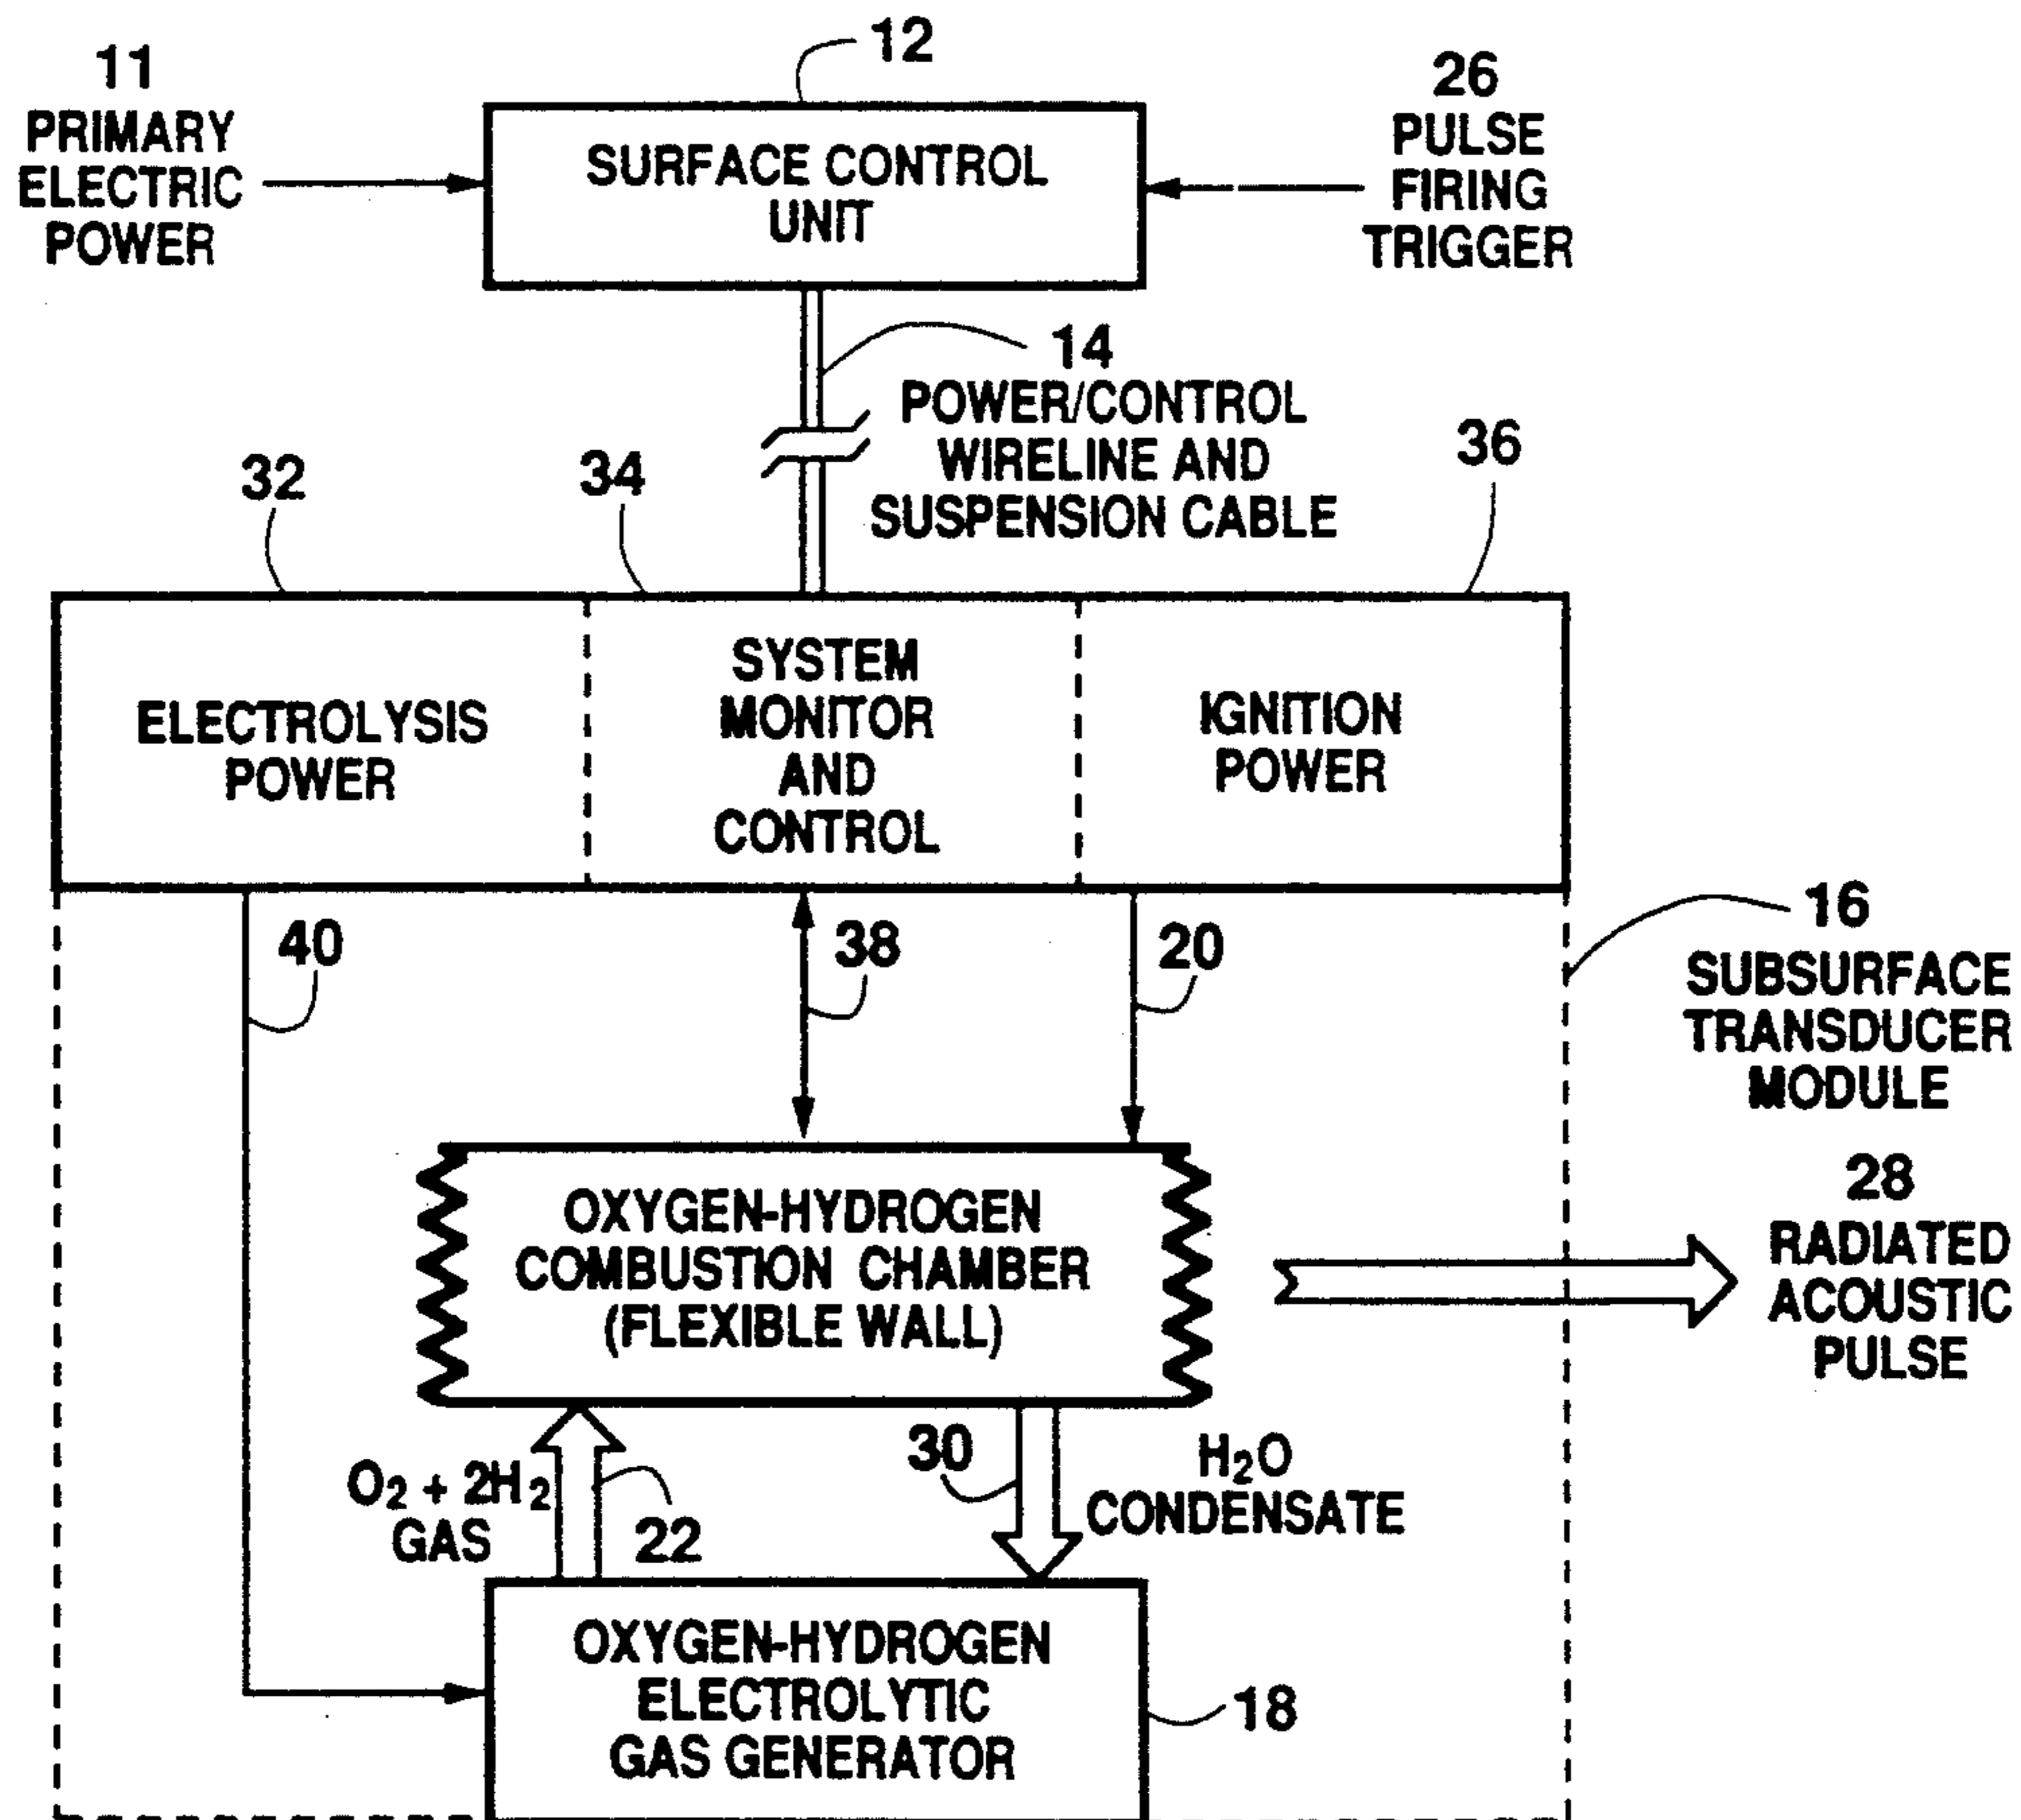 12
11
PRIMARY
ELECTRIC
POWER
SURFACE CONTROL
UNIT
26
PULSE
FIRING
TRIGGER
14
POWER/CONTROL
WIRELINE AND
SUSPENSION CABLE
32
34
36
ELECTROLYSIS
POWER
SYSTEM
MONITOR
AND
CONTROL
IGNITION
POWER
40
38
20
16
SUBSURFACE
TRANSDUCER
MODULE
OXYGEN-HYDROGEN
COMBUSTION CHAMBER
(FLEXIBLE WALL)
28
RADIATED
ACOUSTIC
PULSE
O2 + 2H2
GAS
22
30
H2O
CONDENSATE
OXYGEN-HYDROGEN
ELECTROLYTIC
GAS GENERATOR
18